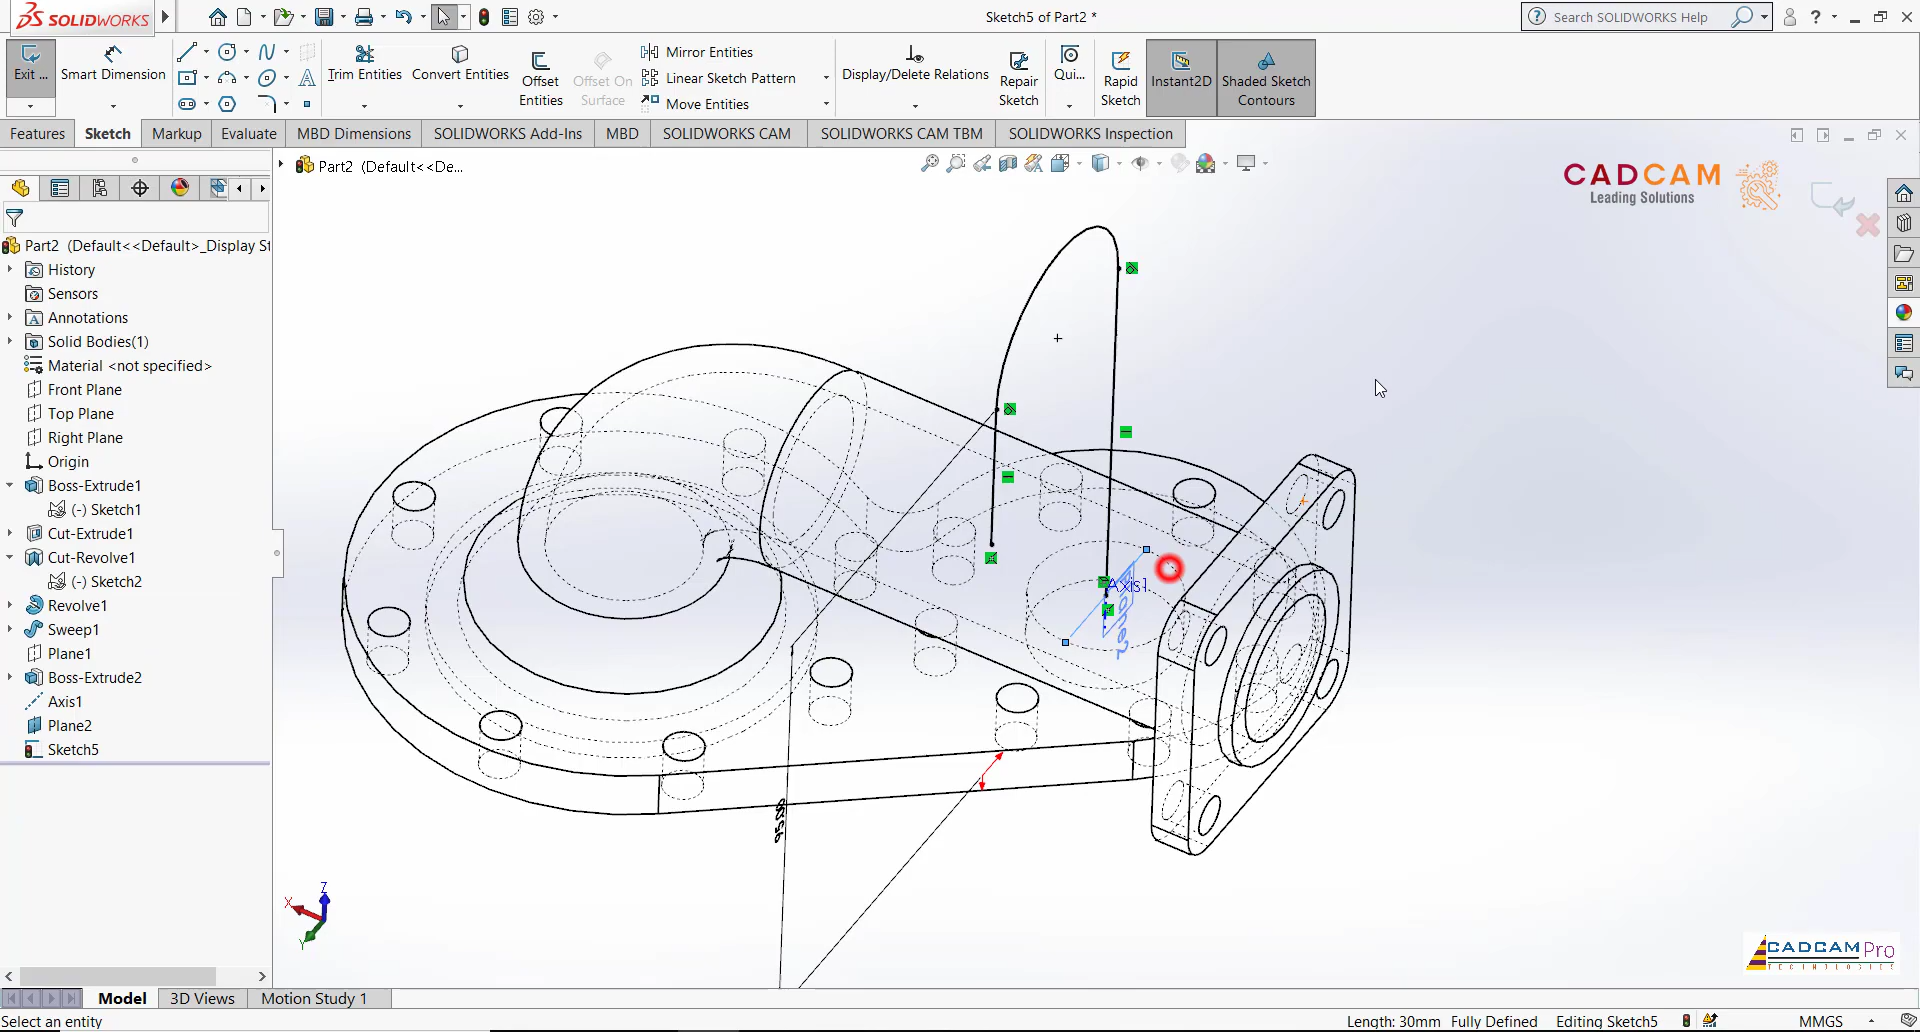 SOLIDWORKS
Sketch5 of Part2 *
Search SOLIDWORKS Help
Exit ...
Smart Dimension
Trim Entities
Convert Entities
Offset Entities
Offset On Surface
Mirror Entities
Linear Sketch Pattern
Move Entities
Display/Delete Relations
Repair Sketch
Qui...
Rapid Sketch
Instant2D
Shaded Sketch Contours
Features
Sketch
Markup
Evaluate
MBD Dimensions
SOLIDWORKS Add-Ins
MBD
SOLIDWORKS CAM
SOLIDWORKS CAM TBM
SOLIDWORKS Inspection
Part2 (Default<<De...
CADCAM
Leading Solutions
Part2 (Default<<Default>_Display St
History
Sensors
Annotations
Solid Bodies(1)
Material <not specified>
Front Plane
Top Plane
Right Plane
Origin
Boss-Extrude1
(-) Sketch1
Cut-Extrude1
Cut-Revolve1
(-) Sketch2
Revolve1
Sweep1
Plane1
Boss-Extrude2
Axis1
Plane2
Sketch5
Axis1
Z
X
Y
CADCAM Pro
TECHNOLOGIES
Model
3D Views
Motion Study 1
Select an entity
Length: 30mm
Fully Defined
Editing Sketch5
MMGS